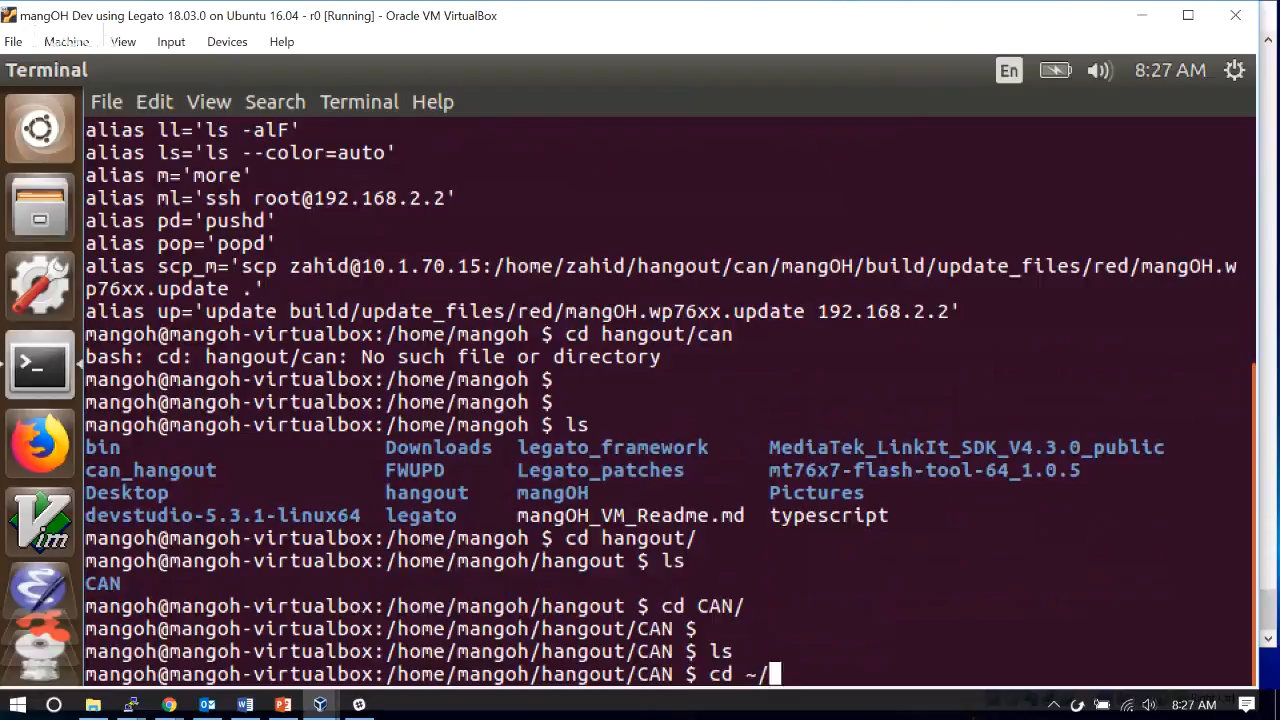 mangOH Dev using Legato 18.03.0 on Ubuntu 16.04 - r0 [Running] - Oracle VM VirtualBox
File Machine View Input Devices Help
Terminal En 8:27 AM
File Edit View Search Terminal Help
alias ll='ls -alF'
alias ls='ls --color=auto'
alias m='more'
alias ml='ssh root@192.168.2.2'
alias pd='pushd'
alias pop='popd'
alias scp_m='scp zahid@10.1.70.15:/home/zahid/hangout/can/mangOH/build/update_files/red/mangOH.w
p76xx.update .'
alias up='update build/update_files/red/mangOH.wp76xx.update 192.168.2.2'
mangoh@mangoh-virtualbox:/home/mangoh $ cd hangout/can
bash: cd: hangout/can: No such file or directory
mangoh@mangoh-virtualbox:/home/mangoh $
mangoh@mangoh-virtualbox:/home/mangoh $
mangoh@mangoh-virtualbox:/home/mangoh $ ls
bin Downloads legato_framework MediaTek_LinkIt_SDK_V4.3.0_public
can_hangout FWUPD Legato_patches mt76x7-flash-tool-64_1.0.5
Desktop hangout mangOH Pictures
devstudio-5.3.1-linux64 legato mangOH_VM_Readme.md typescript
mangoh@mangoh-virtualbox:/home/mangoh $ cd hangout/
mangoh@mangoh-virtualbox:/home/mangoh/hangout $ ls
CAN
mangoh@mangoh-virtualbox:/home/mangoh/hangout $ cd CAN/
mangoh@mangoh-virtualbox:/home/mangoh/hangout/CAN $
mangoh@mangoh-virtualbox:/home/mangoh/hangout/CAN $ ls
mangoh@mangoh-virtualbox:/home/mangoh/hangout/CAN $ cd ~/
8:27 AM